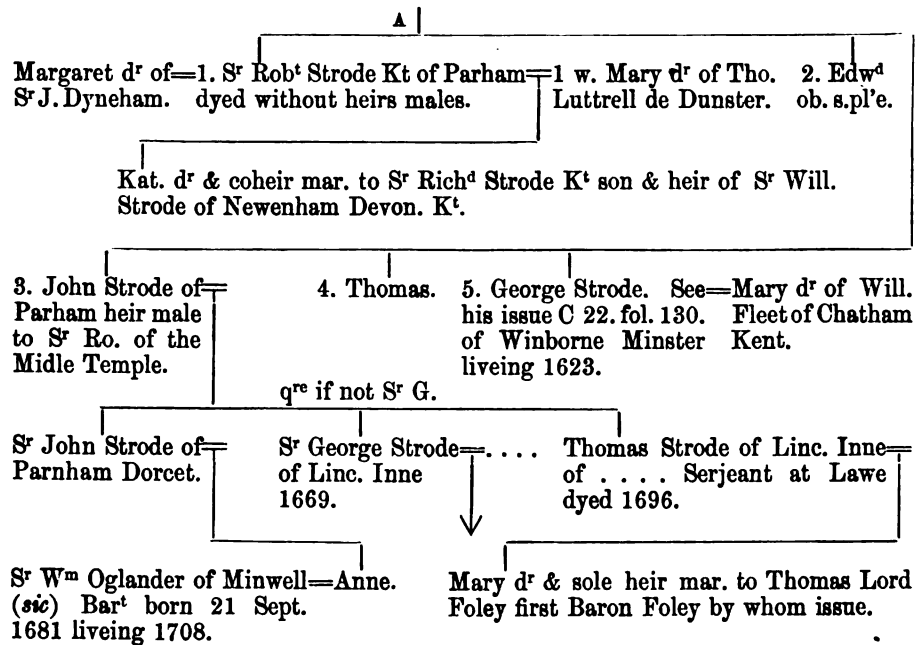 A
Margaret dʳ of=1. Sʳ Robᵗ Strode Kt of Parham=1 w. Mary dʳ of Tho. 2. Edwᵈ
Sʳ J. Dyneham. dyed without heirs males. Luttrell de Dunster. ob. s.pl'e.
Kat. dʳ & coheir mar. to Sʳ Richᵈ Strode Kᵗ son & heir of Sʳ Will.
Strode of Newenham Devon. Kᵗ.
3. John Strode of= 4. Thomas. 5. George Strode. See=Mary dʳ of Will.
Parham heir male his issue C 22. fol. 130. Fleet of Chatham
to Sʳ Ro. of the of Winborne Minster Kent.
Midle Temple. liveing 1623.
qʳᵉ if not Sʳ G.
Sʳ John Strode of= Sʳ George Strode=.... Thomas Strode of Linc. Inne=
Parnham Dorcet. of Linc. Inne of .... Serjeant at Lawe
1669. dyed 1696.
Sʳ Wᵐ Oglander of Minwell=Anne. Mary dʳ & sole heir mar. to Thomas Lord
(sic) Barᵗ born 21 Sept. Foley first Baron Foley by whom issue.
1681 liveing 1708.